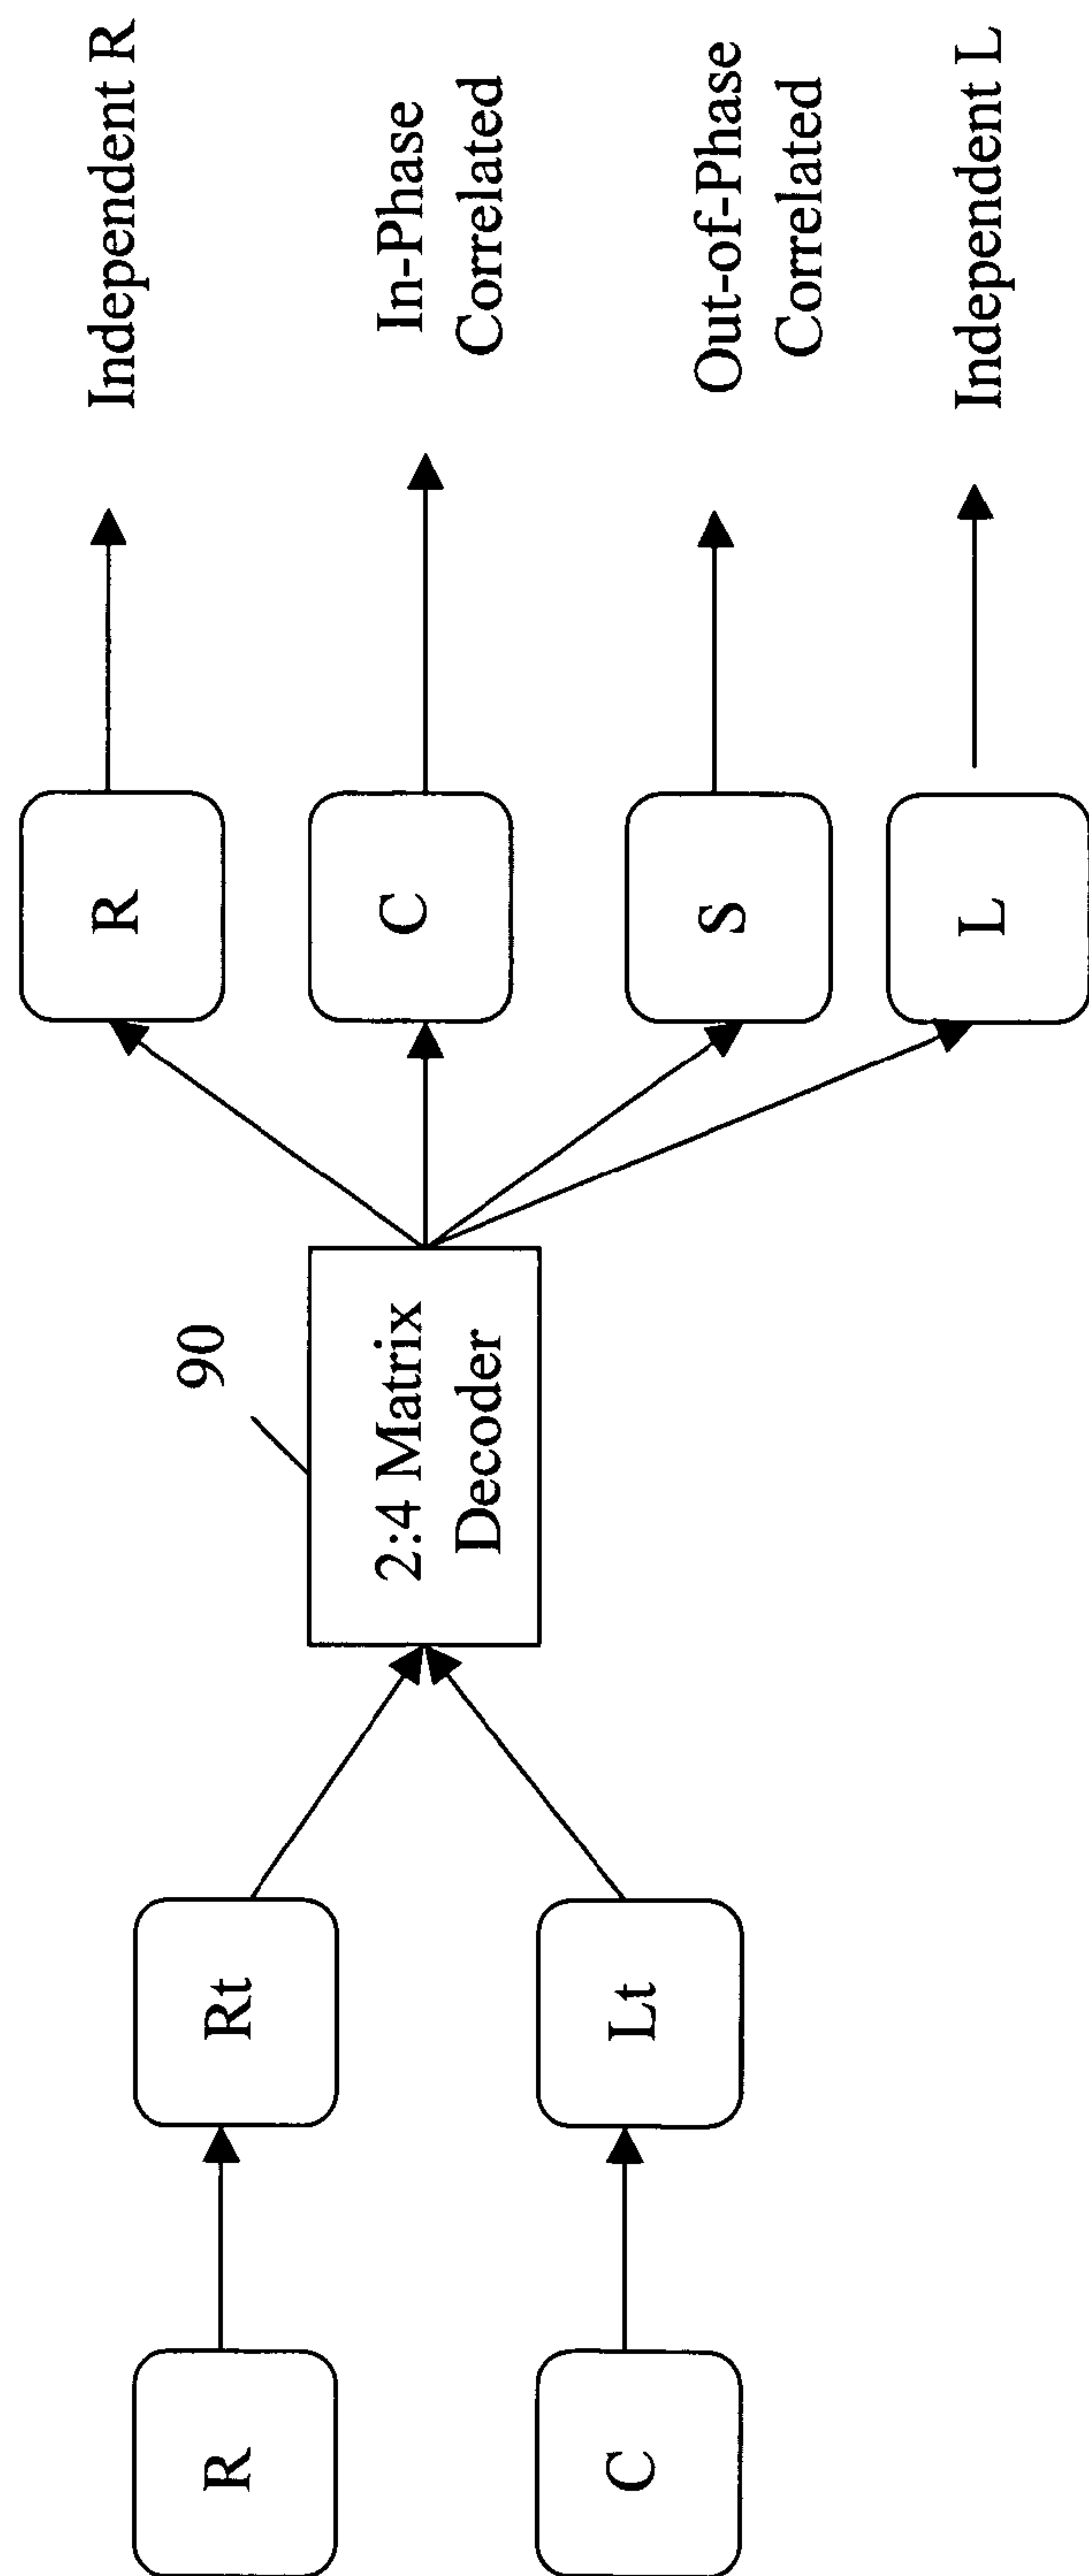 R
Rt
C
Lt
90
2:4 Matrix
Decoder
R
Independent R
C
In-Phase
Correlated
S
Out-of-Phase
Correlated
L
Independent L